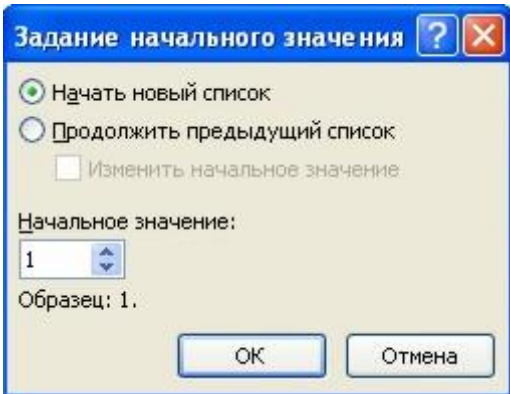 Задание начального значения ?
Начать новый список
Продолжить предыдущий список
Изменить начальное значение
Начальное значение:
1
Образец: 1.
ОК Отмена